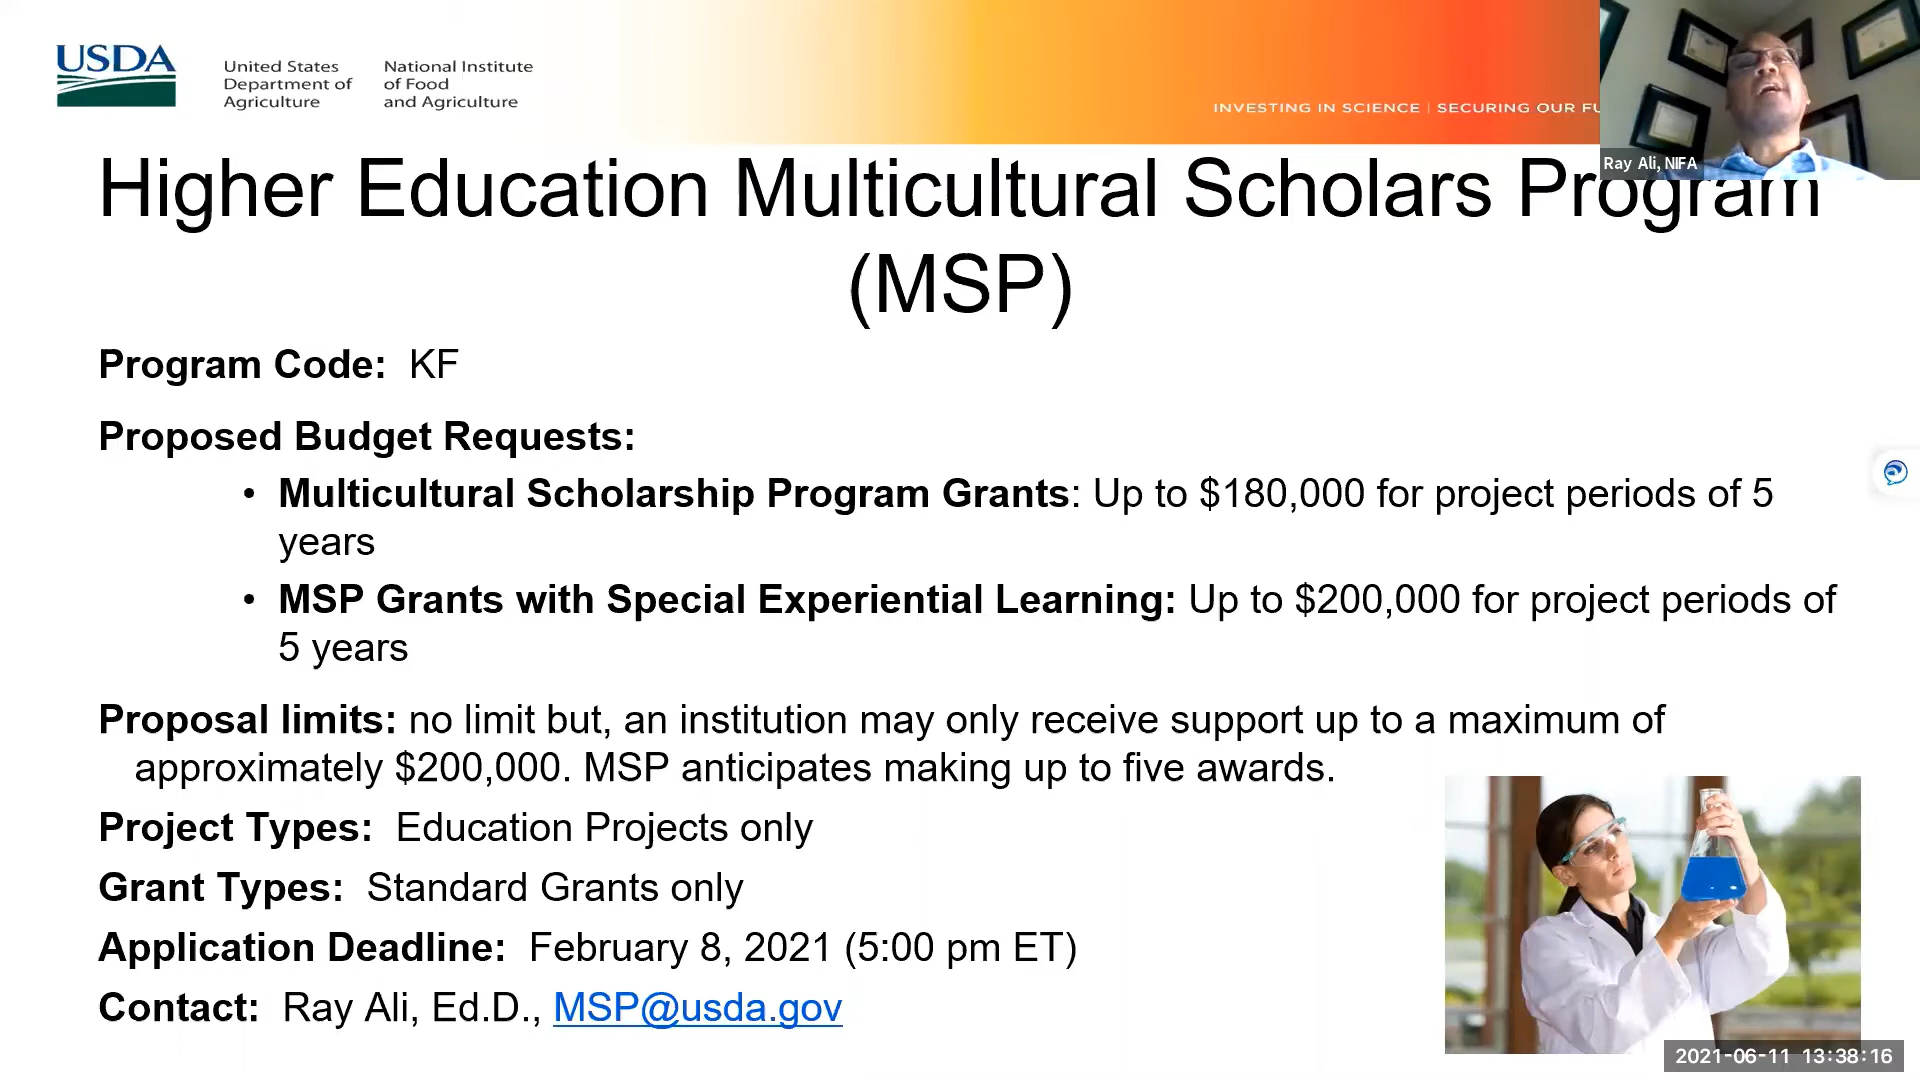 USDA
United States
Department of
Agriculture
National Institute
of Food
and Agriculture
INVESTING IN SCIENCE | SECURING OUR FU
Ray Ali, NIFA
Higher Education Multicultural Scholars Program
(MSP)
Program Code: KF
Proposed Budget Requests:
• Multicultural Scholarship Program Grants: Up to $180,000 for project periods of 5
years
• MSP Grants with Special Experiential Learning: Up to $200,000 for project periods of
5 years
Proposal limits: no limit but, an institution may only receive support up to a maximum of
approximately $200,000. MSP anticipates making up to five awards.
Project Types: Education Projects only
Grant Types: Standard Grants only
Application Deadline: February 8, 2021 (5:00 pm ET)
Contact: Ray Ali, Ed.D., MSP@usda.gov
2021-06-11 13:38:16